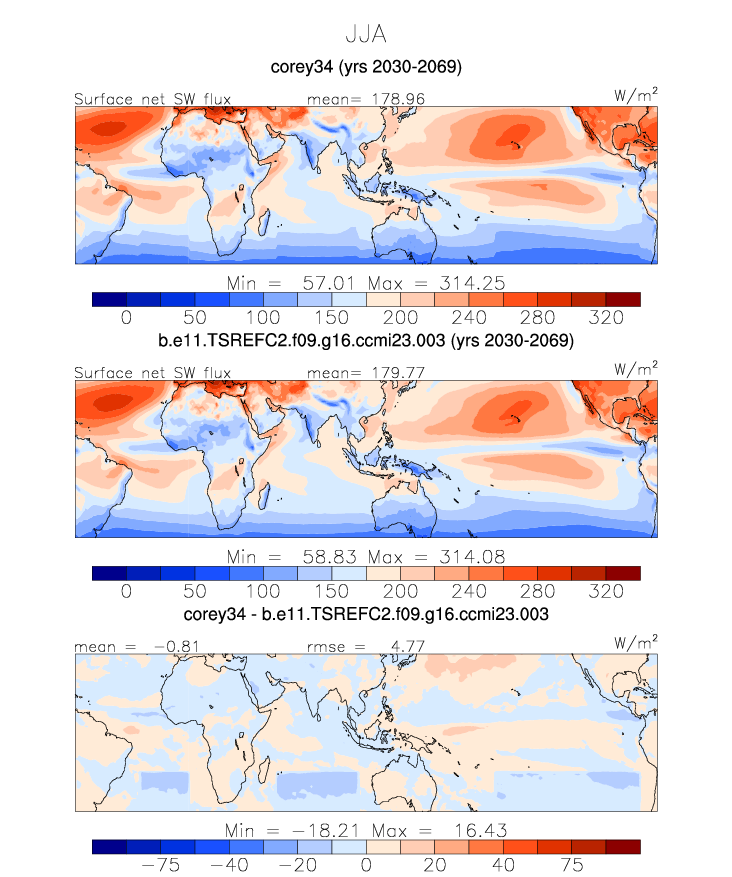 JJA
corey34 (yrs 2030-2069)
Surface net SW flux mean= 178.96 W/m²
Min = 57.01 Max = 314.25
0 50 100 150 200 240 280 320
b.e11.TSREFC2.f09.g16.ccmi23.003 (yrs 2030-2069)
Surface net SW flux mean= 179.77 W/m²
Min = 58.83 Max = 314.08
0 50 100 150 200 240 280 320
corey34 - b.e11.TSREFC2.f09.g16.ccmi23.003
mean = -0.81 rmse = 4.77 W/m²
Min = -18.21 Max = 16.43
-75 -40 -20 0 20 40 75